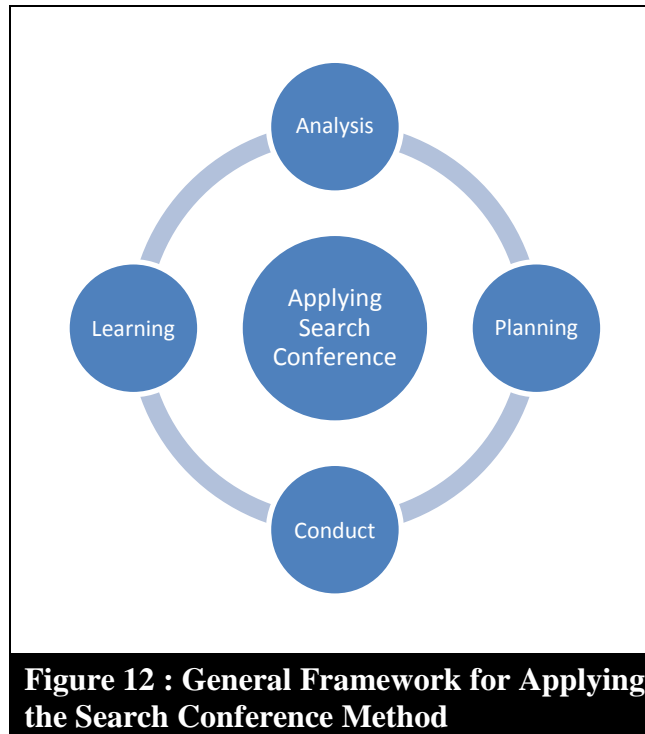 Analysis
Learning
Applying
Search
Conference
Planning
Conduct
Figure 12 : General Framework for Applying
the Search Conference Method